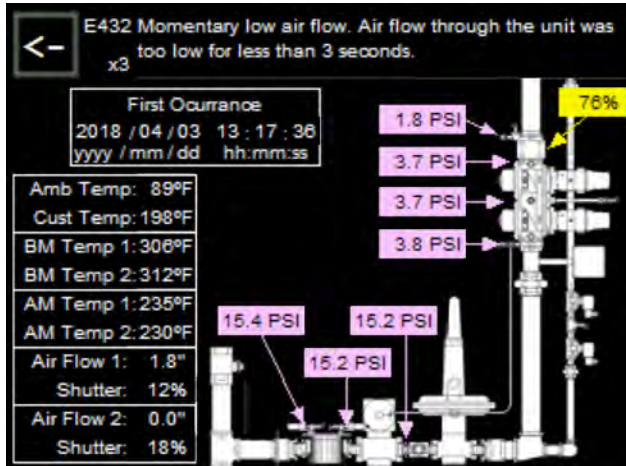 <-
E432 Momentary low air flow. Air flow through the unit was
x3 too low for less than 3 seconds.
First Ocurrance
2018 / 04 / 03 13 : 17 : 36
yyyy / mm / dd hh:mm:ss
76%
1.8 PSI
3.7 PSI
3.7 PSI
3.8 PSI
Amb Temp: 89ºF
Cust Temp: 198ºF
BM Temp 1: 306ºF
BM Temp 2: 312ºF
AM Temp 1: 235ºF
AM Temp 2: 230ºF
Air Flow 1: 1.8"
Shutter: 12%
Air Flow 2: 0.0"
Shutter: 18%
15.4 PSI
15.2 PSI
15.2 PSI